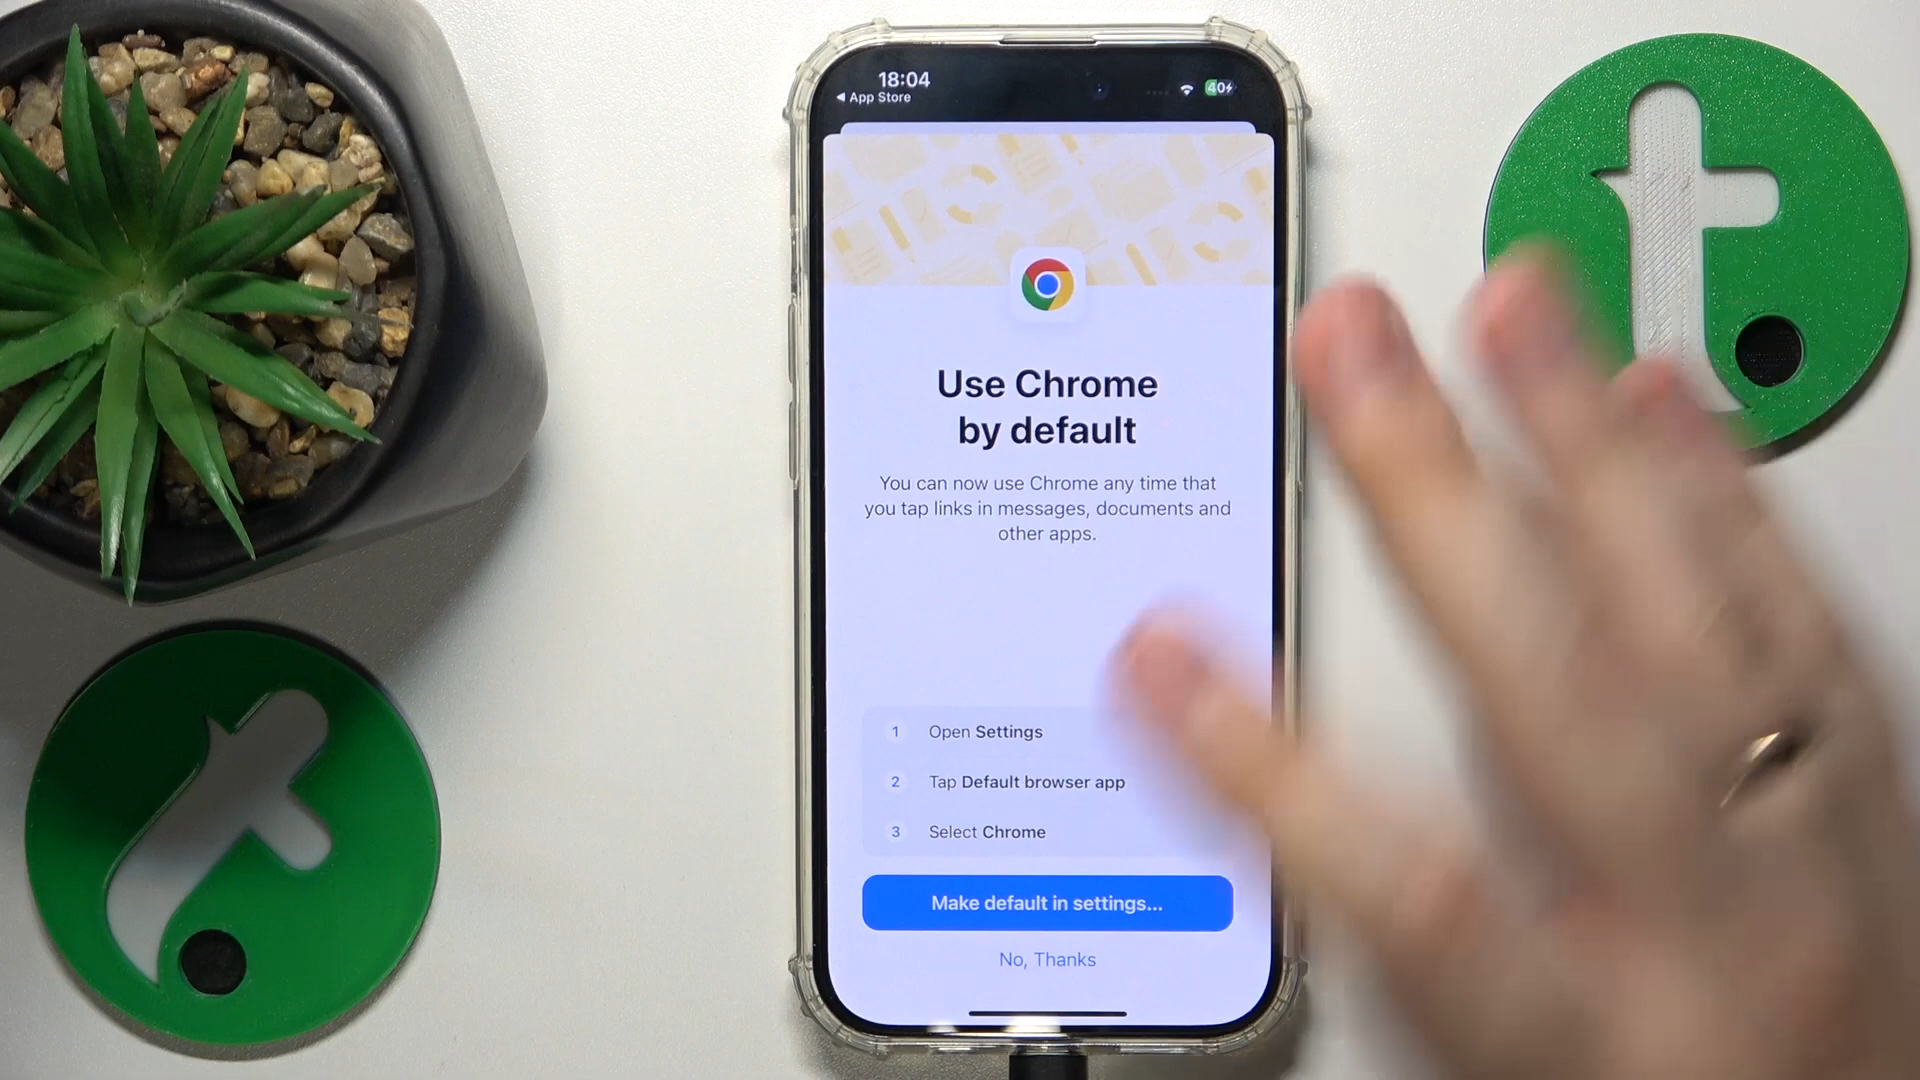 18:04
◀ App Store
40
Use Chrome
by default
You can now use Chrome any time that
you tap links in messages, documents and
other apps.
1 Open Settings
2 Tap Default browser app
3 Select Chrome
Make default in settings...
No, Thanks